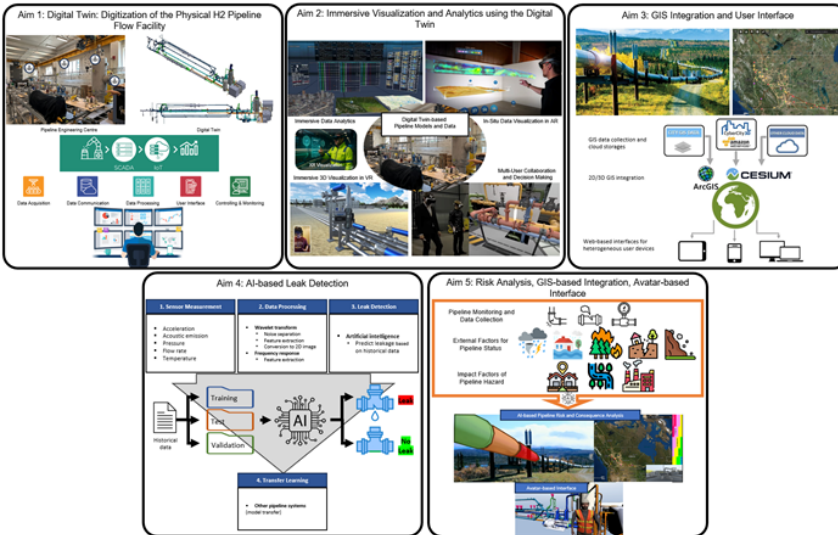 Aim 1: Digital Twin: Digitization of the Physical H2 Pipeline
Flow Facility
Pipeline Engineering Centre
Digital Twin
SCADA
IoT
Data Acquisition
Data Communication
Data Processing
User Interface
Controlling & Monitoring
Aim 2: Immersive Visualization and Analytics using the Digital
Twin
Immersive Data Analytics
Digital Twin-based
Pipeline Models and Data
In-Situ Data Visualization in AR
Immersive 3D Visualization in VR
Multi-User Collaboration
and Decision Making
Aim 3: GIS Integration and User Interface
GIS data collection and
cloud storages
CyberCity 3D
amazon
2D/3D GIS integration
ArcGIS
CESIUM
Web-based interfaces for
heterogeneous user devices
Aim 4: AI-based Leak Detection
1. Sensor Measurement
Acceleration
Acoustic emission
Pressure
Flow rate
Temperature
2. Data Processing
Wavelet transform
Noise separation
Feature extraction
Conversion to 2D image
Frequency response
Feature extraction
3. Leak Detection
Artificial intelligence
Predict leakage based
on historical data
Historical
data
Training
Test
Validation
AI
Leak
No
Leak
4. Transfer Learning
Other pipeline systems
(model transfer)
Aim 5: Risk Analysis, GIS-based Integration, Avatar-based
Interface
Pipeline Monitoring and
Data Collection
External Factors for
Pipeline Status
Impact Factors of
Pipeline Hazard
AI-based Pipeline Risk and Consequence Analysis
Avatar-based Interface